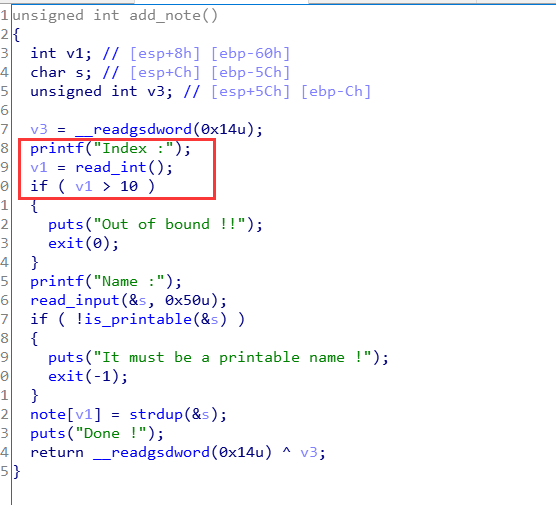 1 unsigned int add_note()
2 {
3 int v1; // [esp+8h] [ebp-60h]
4 char s; // [esp+Ch] [ebp-5Ch]
5 unsigned int v3; // [esp+5Ch] [ebp-Ch]
6
7 v3 = __readgsdword(0x14u);
8 printf("Index :");
9 v1 = read_int();
0 if ( v1 > 10 )
1 {
2 puts("Out of bound !!");
3 exit(0);
4 }
5 printf("Name :");
6 read_input(&s, 0x50u);
7 if ( !is_printable(&s) )
8 {
9 puts("It must be a printable name !");
0 exit(-1);
1 }
2 note[v1] = strdup(&s);
3 puts("Done !");
4 return __readgsdword(0x14u) ^ v3;
5 }